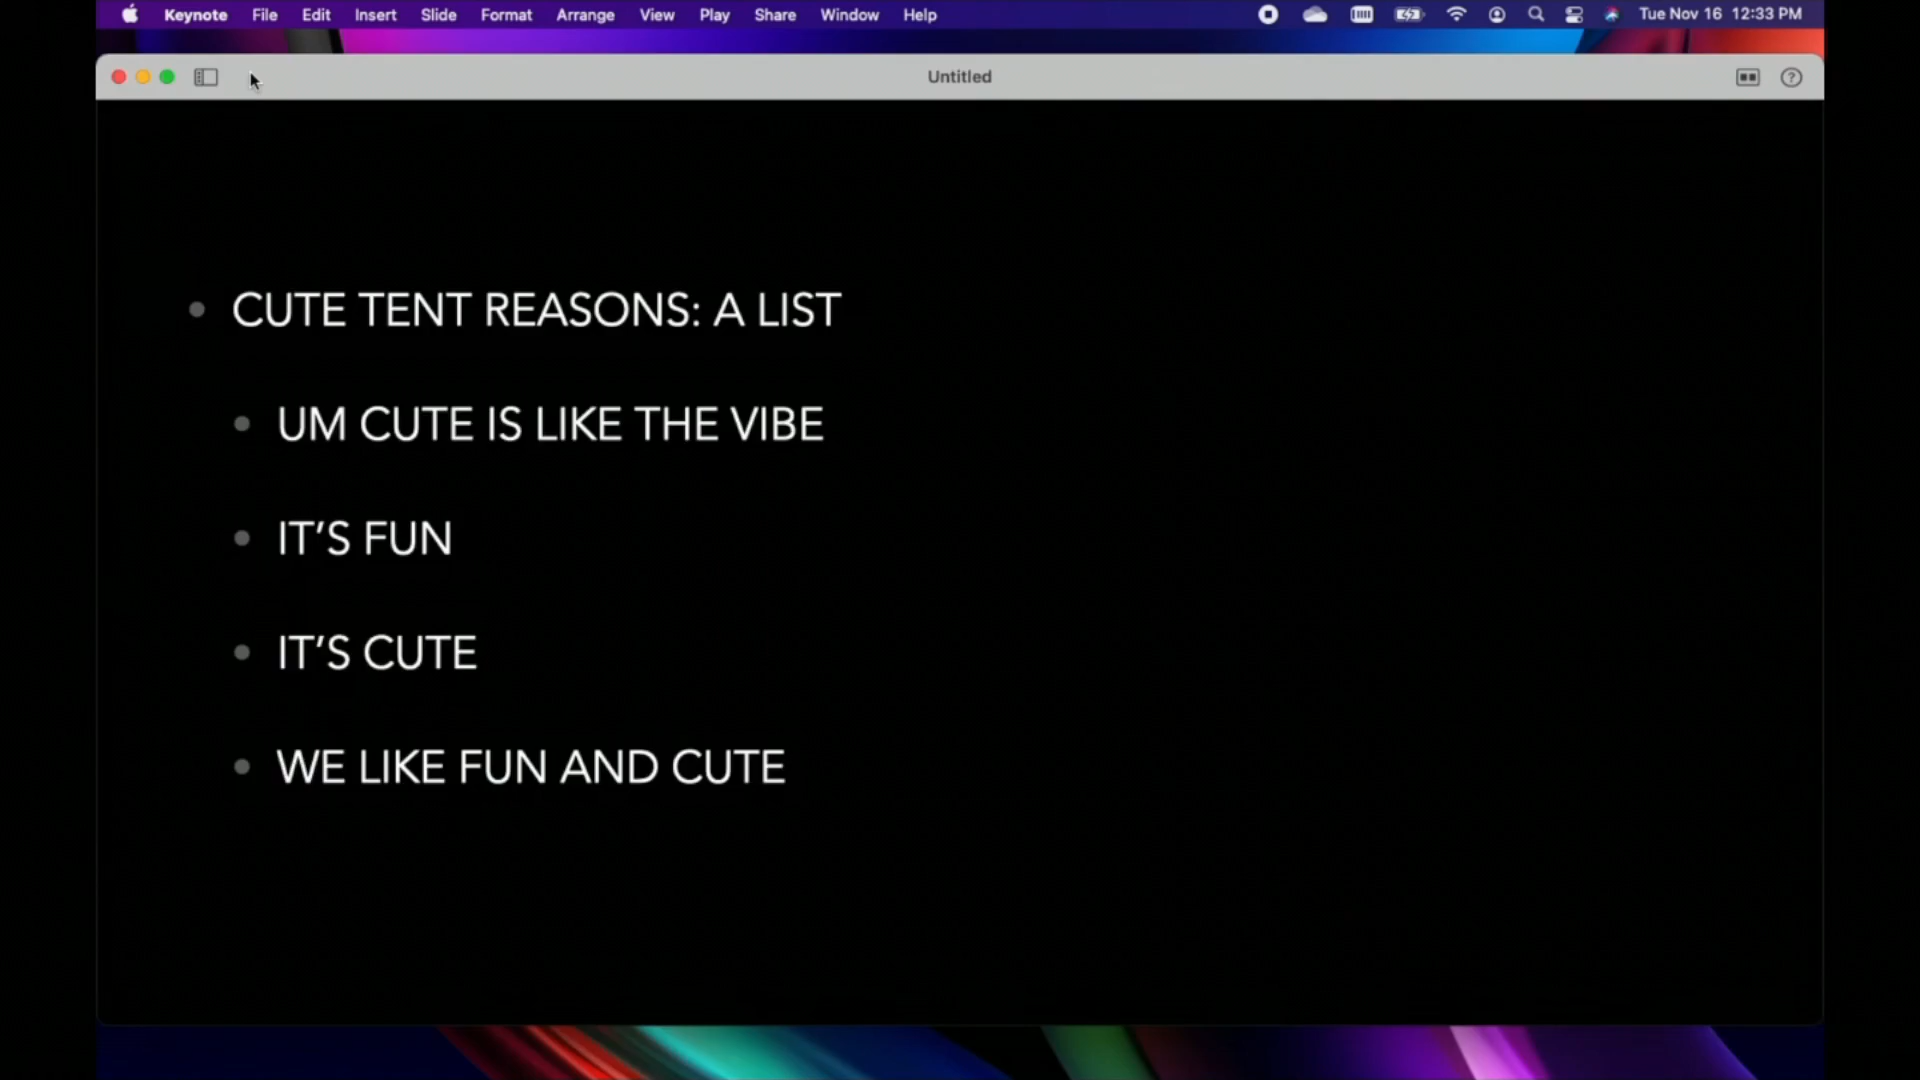 Keynote File Edit Insert Slide Format Arrange View Play Share Window Help Tue Nov 16 12:33 PM
Untitled
CUTE TENT REASONS: A LIST
UM CUTE IS LIKE THE VIBE
IT’S FUN
IT’S CUTE
WE LIKE FUN AND CUTE